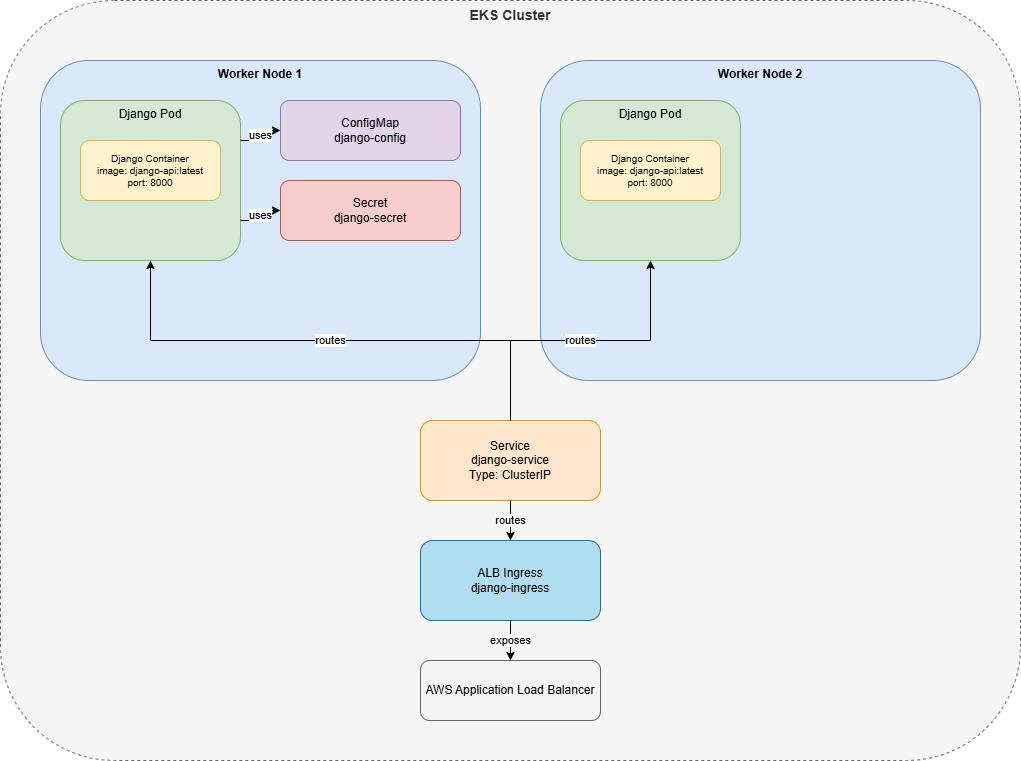 EKS Cluster
Worker Node 1
Django Pod
Django Container
image: django-api:latest
port: 8000
uses
ConfigMap
django-config
uses
Secret
django-secret
Worker Node 2
Django Pod
Django Container
image: django-api:latest
port: 8000
routes
routes
Service
django-service
Type: ClusterIP
routes
ALB Ingress
django-ingress
exposes
AWS Application Load Balancer